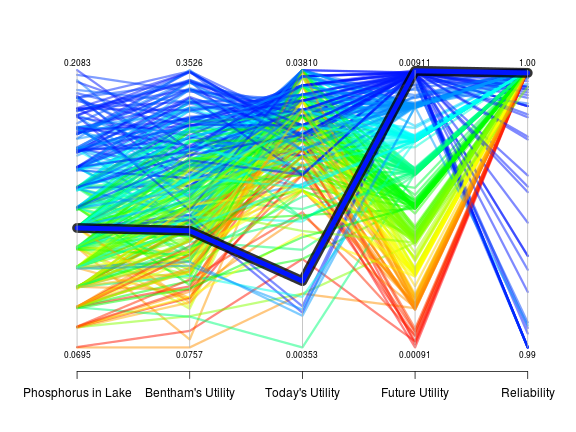 0.2083 0.3526 0.03810 0.00911 1.00
0.0695 0.0757 0.00353 0.00091 0.99
Phosphorus in Lake Bentham's Utility Today's Utility Future Utility Reliability